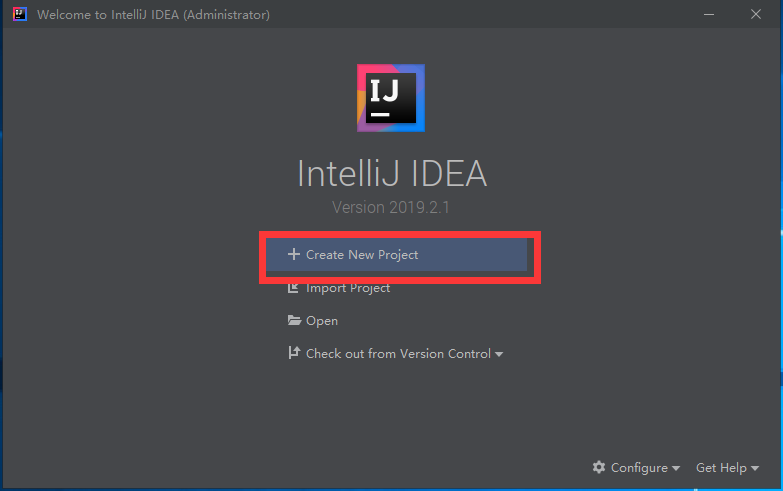 Welcome to IntelliJ IDEA (Administrator)
IJ
IntelliJ IDEA
Version 2019.2.1
Create New Project
Import Project
Open
Check out from Version Control
Configure
Get Help